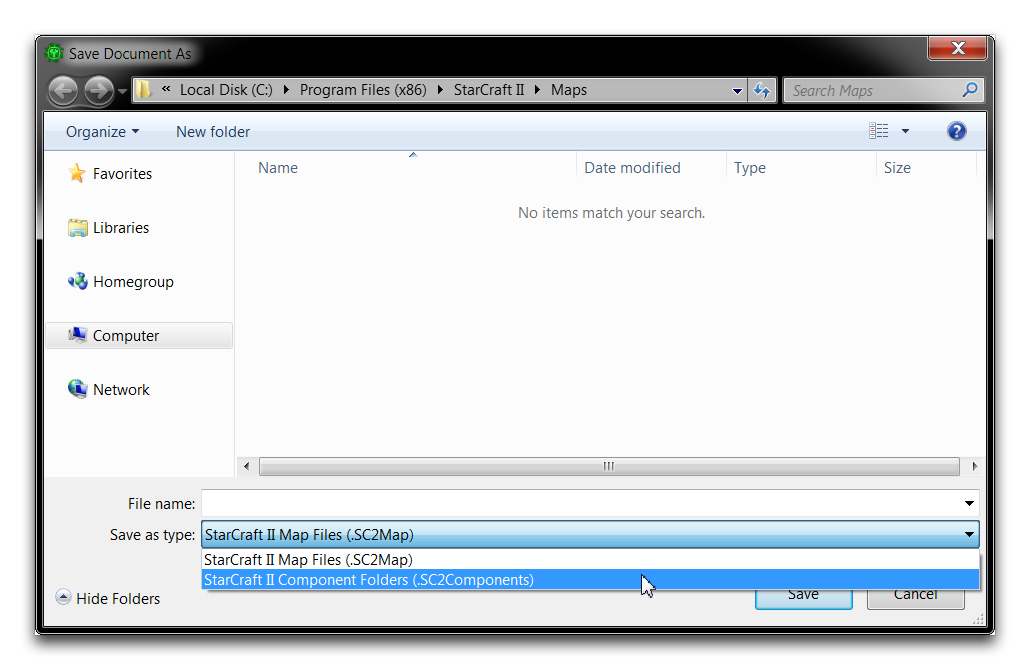 Save Document As
« Local Disk (C:) Program Files (x86) StarCraft II Maps Search Maps
Organize New folder
Favorites
Libraries
Homegroup
Computer
Network
Name Date modified Type Size
No items match your search.
File name:
Save as type: StarCraft II Map Files (.SC2Map)
StarCraft II Map Files (.SC2Map)
StarCraft II Component Folders (.SC2Components)
Hide Folders Save Cancel